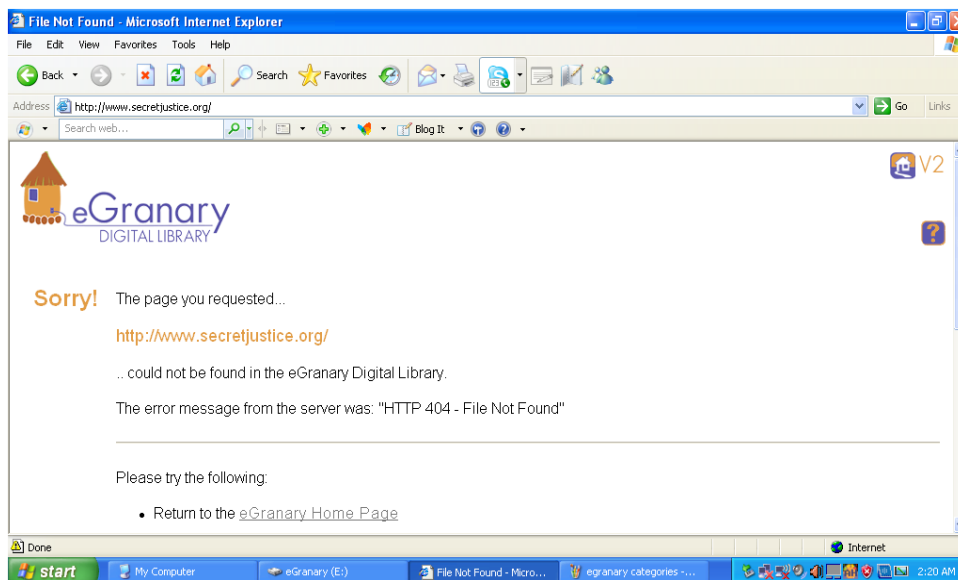 File Not Found - Microsoft Internet Explorer
File Edit View Favorites Tools Help
Back Search Favorites
Address http://www.secretjustice.org/ Go Links
Search web... Blog It
V2
eGranary
DIGITAL LIBRARY
Sorry! The page you requested...
http://www.secretjustice.org/
.. could not be found in the eGranary Digital Library.
The error message from the server was: "HTTP 404 - File Not Found"
Please try the following:
• Return to the eGranary Home Page
Done Internet
start My Computer eGranary (E:) File Not Found - Micro... egranary categories -... 2:20 AM